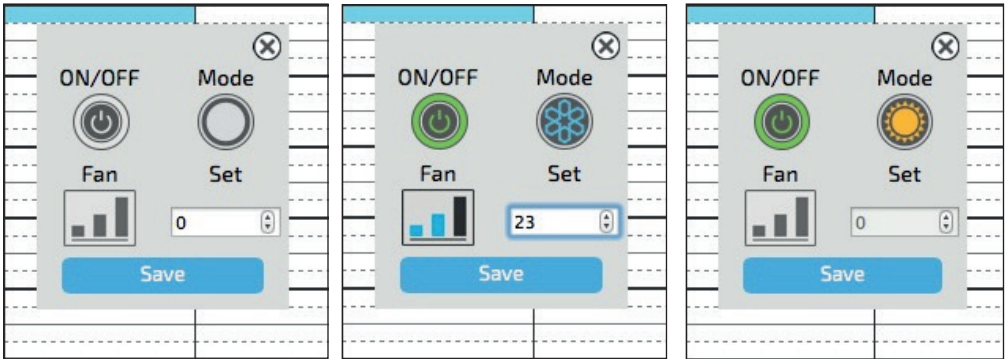 ON/OFF Mode
Fan Set
0
Save
ON/OFF Mode
Fan Set
23
Save
ON/OFF Mode
Fan Set
0
Save